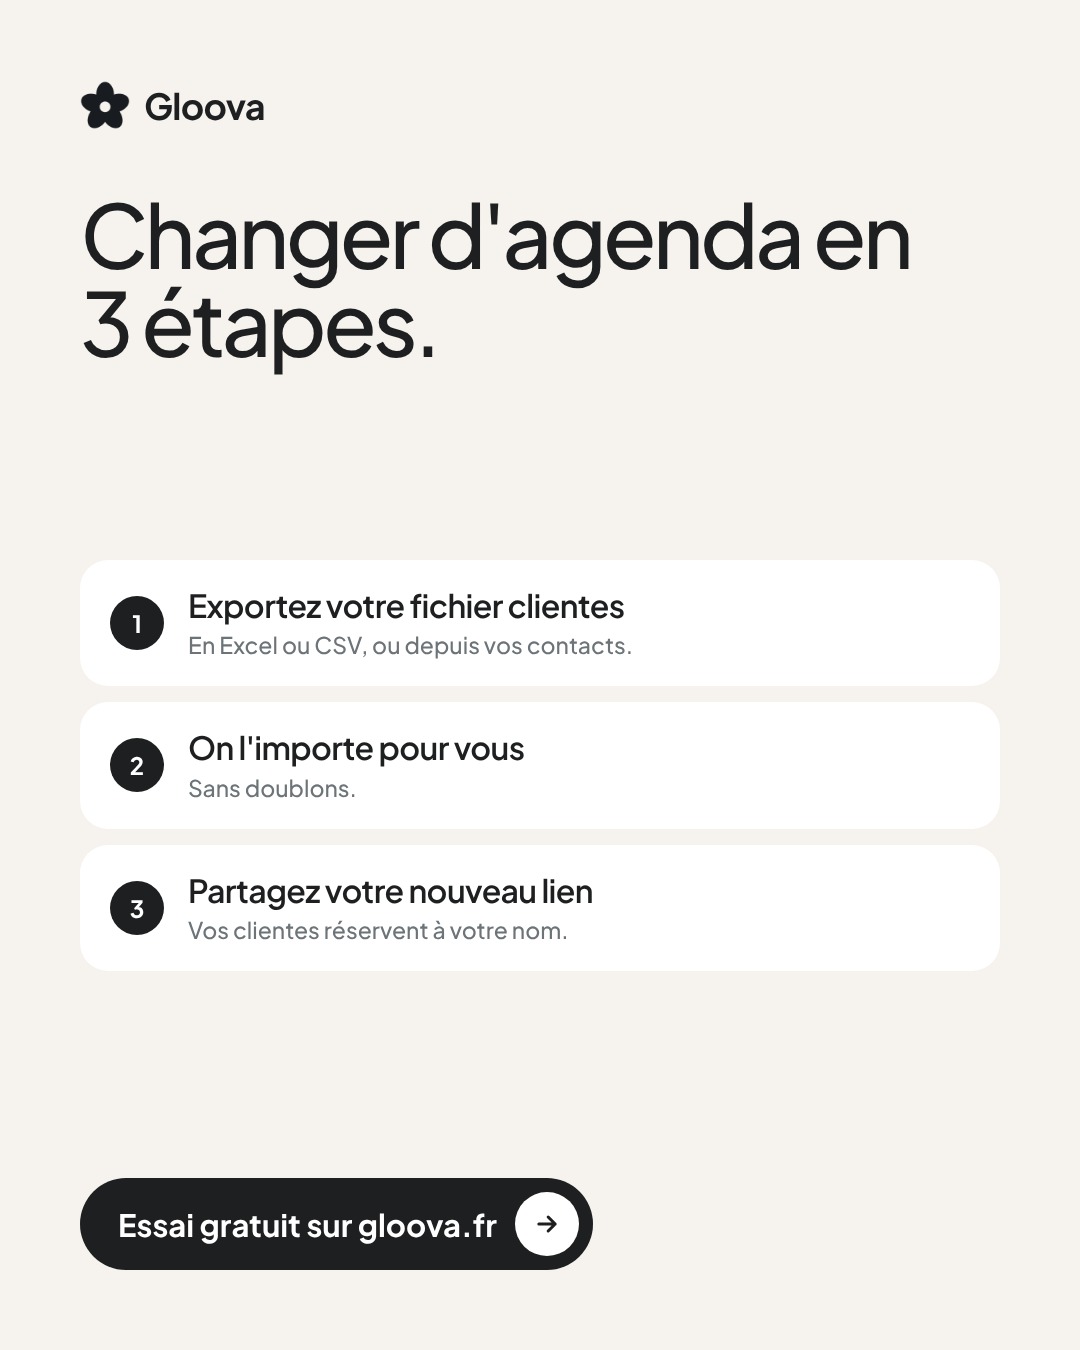 Gloova
Changer d'agenda en
3 étapes.
1
Exportez votre fichier clientes
En Excel ou CSV, ou depuis vos contacts.
2
On l'importe pour vous
Sans doublons.
3
Partagez votre nouveau lien
Vos clientes réservent à votre nom.
Essai gratuit sur gloova.fr